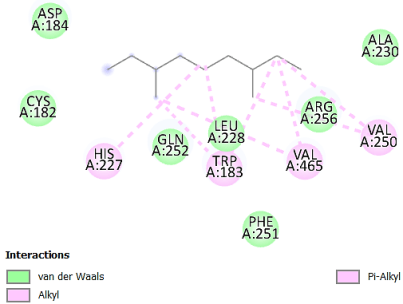 ASP
A:184
ALA
A:230
CYS
A:182
ARG
A:256
LEU
A:228
VAL
A:250
GLN
A:252
HIS
A:227
TRP
A:183
VAL
A:465
PHE
A:251
Interactions
van der Waals
Pi-Alkyl
Alkyl